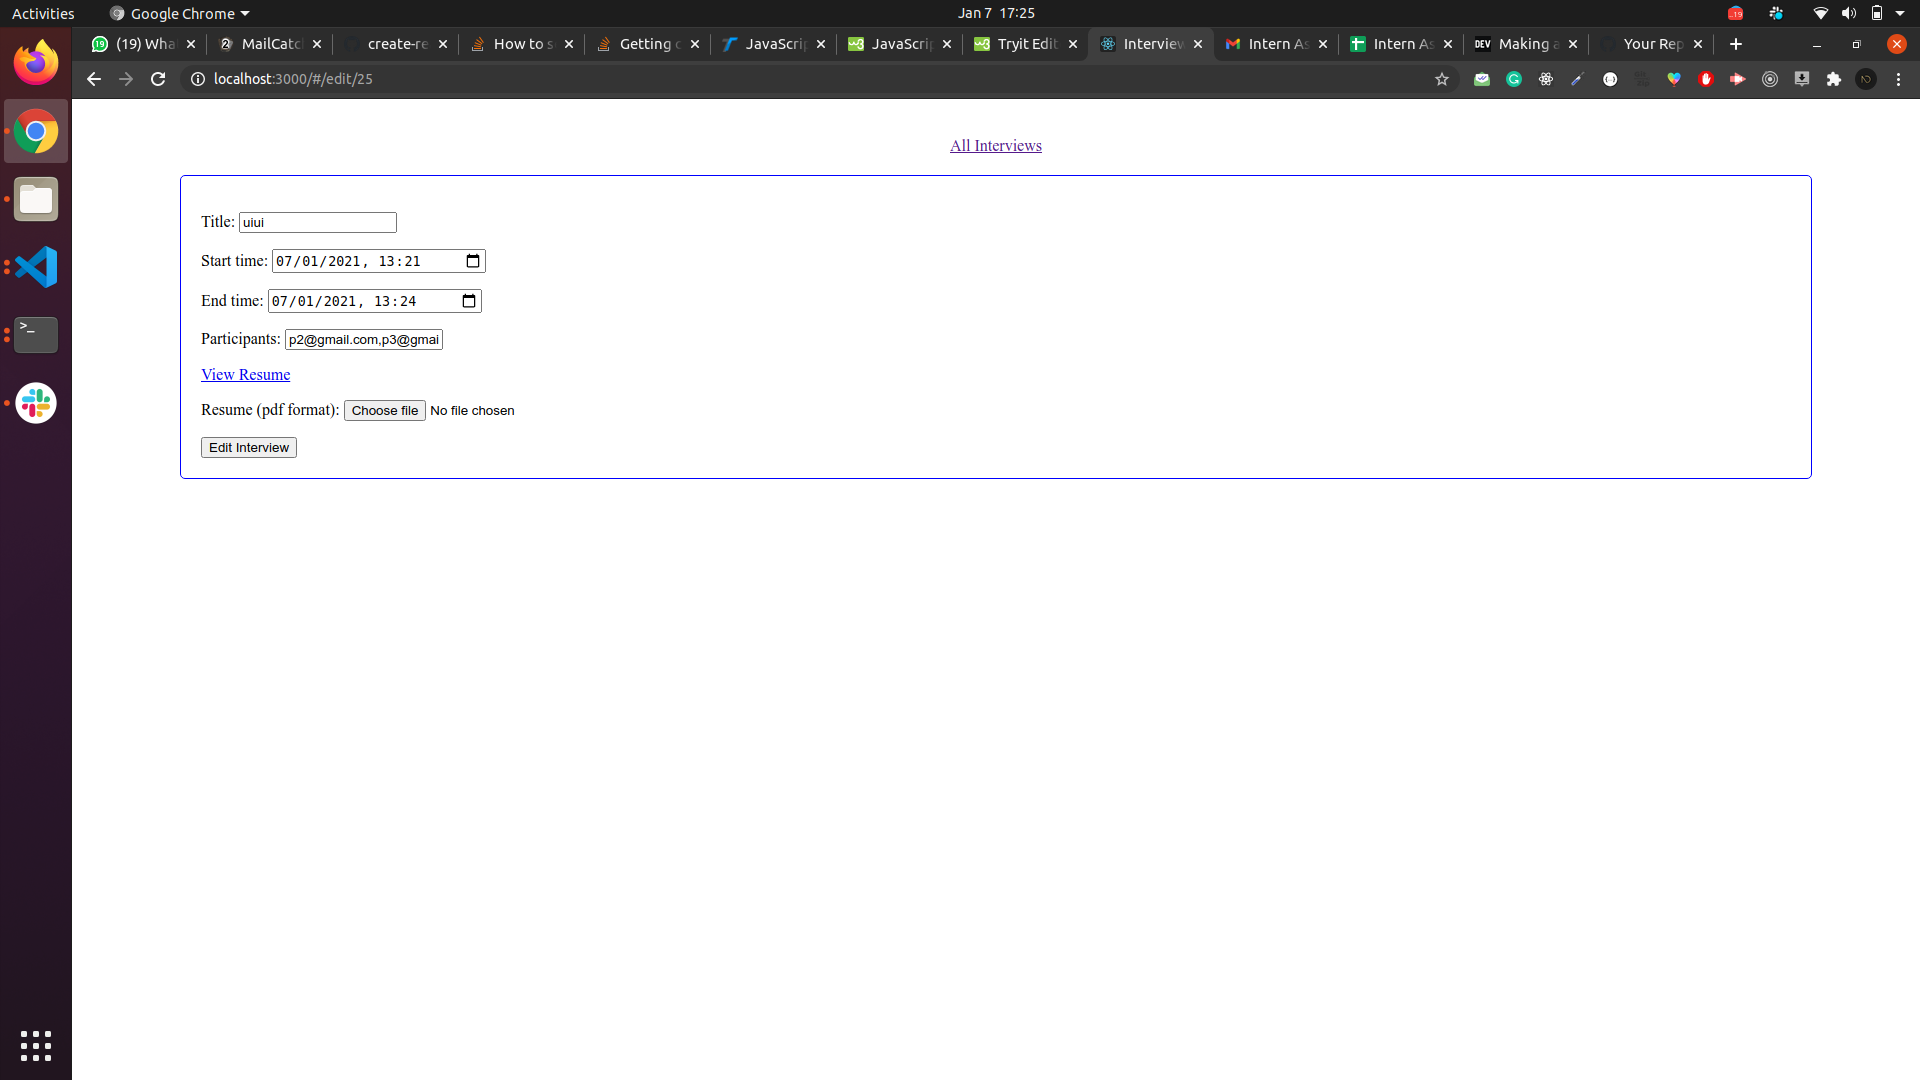 Activities Google Chrome Jan 7 17:25
(19) Wha MailCatc create-re How to s Getting JavaScrip JavaScrip Tryit Edit Interview Intern As Intern As Making a Your Rep
localhost:3000/#/edit/25
All Interviews
Title: uiui
Start time: 07/01/2021, 13:21
End time: 07/01/2021, 13:24
Participants: p2@gmail.com,p3@gmai
View Resume
Resume (pdf format): Choose file No file chosen
Edit Interview